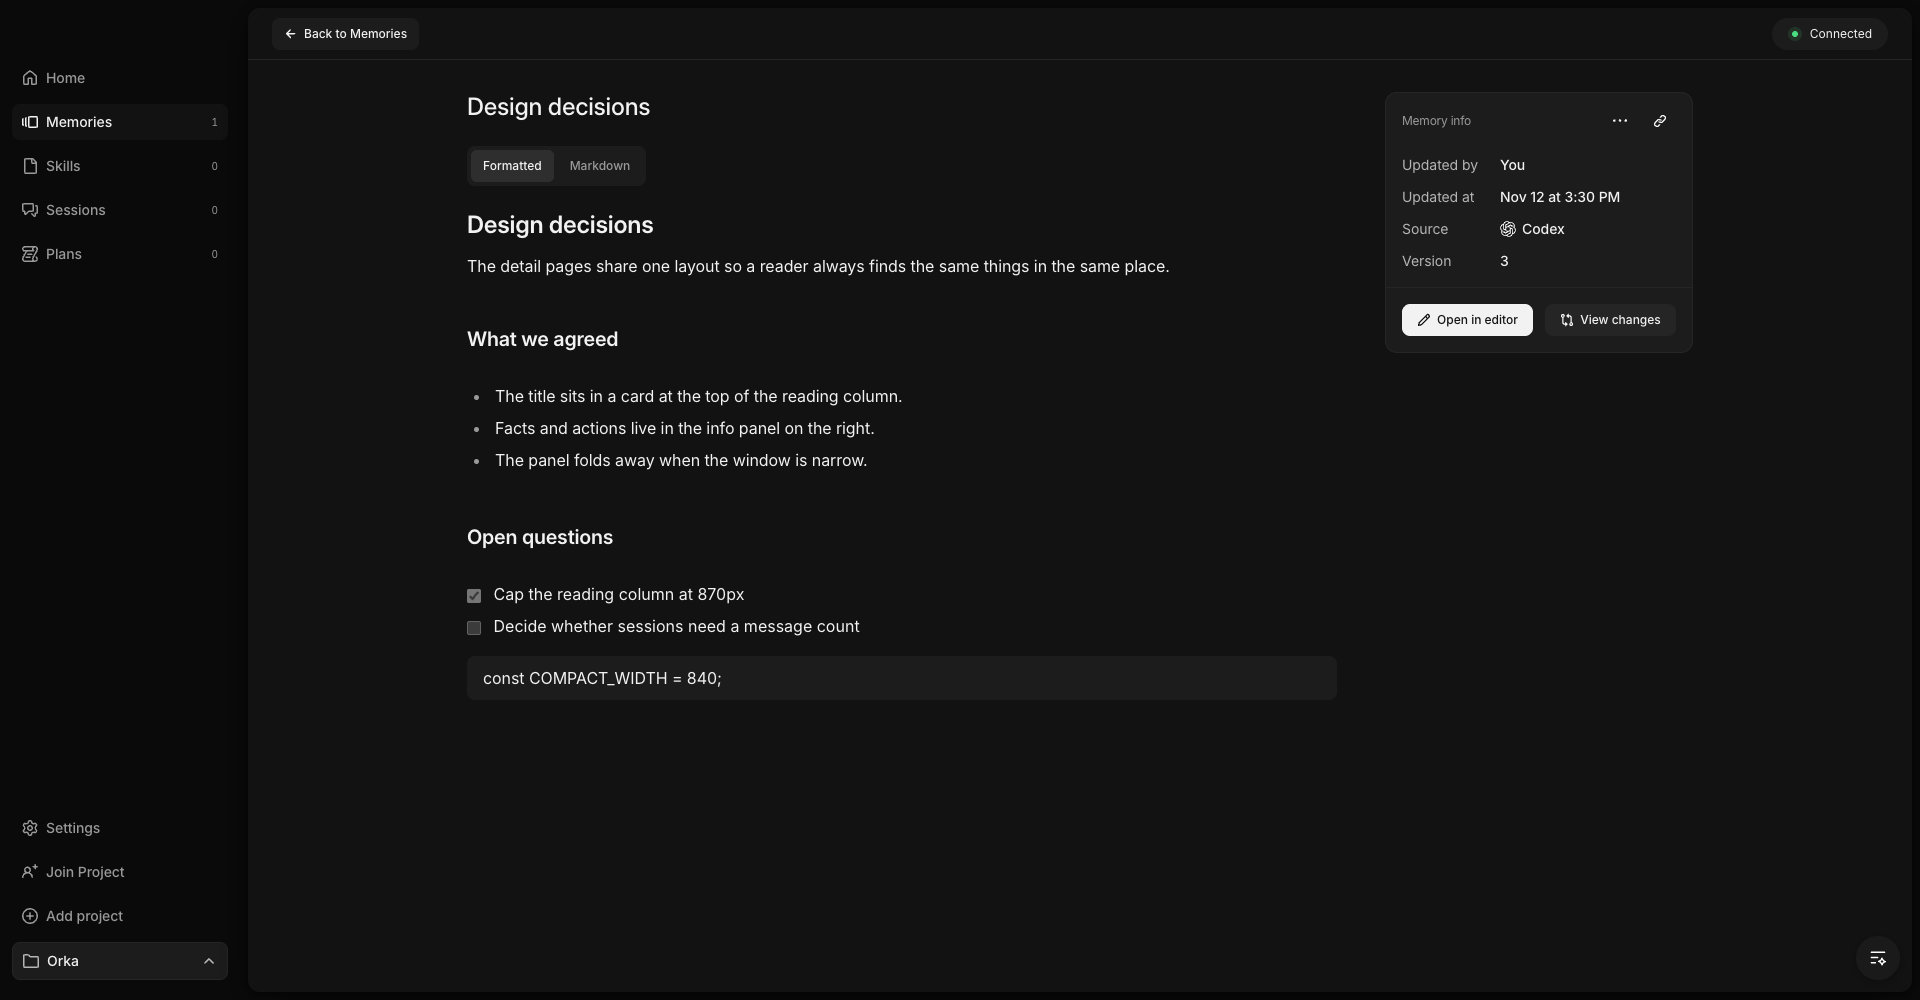 Back to Memories
Connected
Home
Memories 1
Skills 0
Sessions 0
Plans 0
Settings
Join Project
Add project
Orka
Design decisions
Formatted Markdown
Design decisions
The detail pages share one layout so a reader always finds the same things in the same place.
What we agreed
The title sits in a card at the top of the reading column.
Facts and actions live in the info panel on the right.
The panel folds away when the window is narrow.
Open questions
Cap the reading column at 870px
Decide whether sessions need a message count
const COMPACT_WIDTH = 840;
Memory info
Updated by You
Updated at Nov 12 at 3:30 PM
Source Codex
Version 3
Open in editor View changes